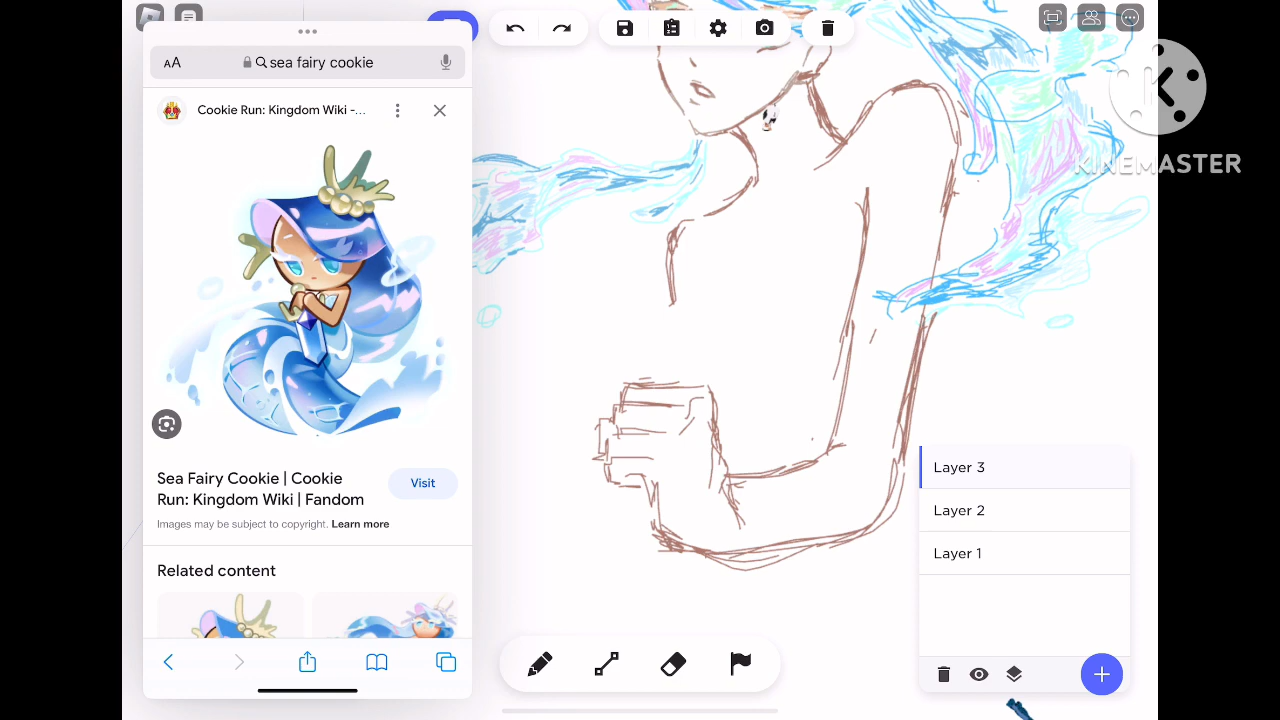 AA
sea fairy cookie
Cookie Run: Kingdom Wiki -...
Sea Fairy Cookie | Cookie
Run: Kingdom Wiki | Fandom
Visit
Images may be subject to copyright. Learn more
Related content
KINEMASTER
Layer 3
Layer 2
Layer 1